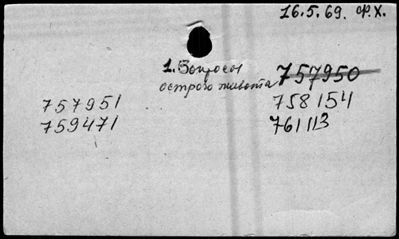 16.5.69. Ф.Х.
1. Вопросы 757950
острого живота
757951 758154
759471 761113